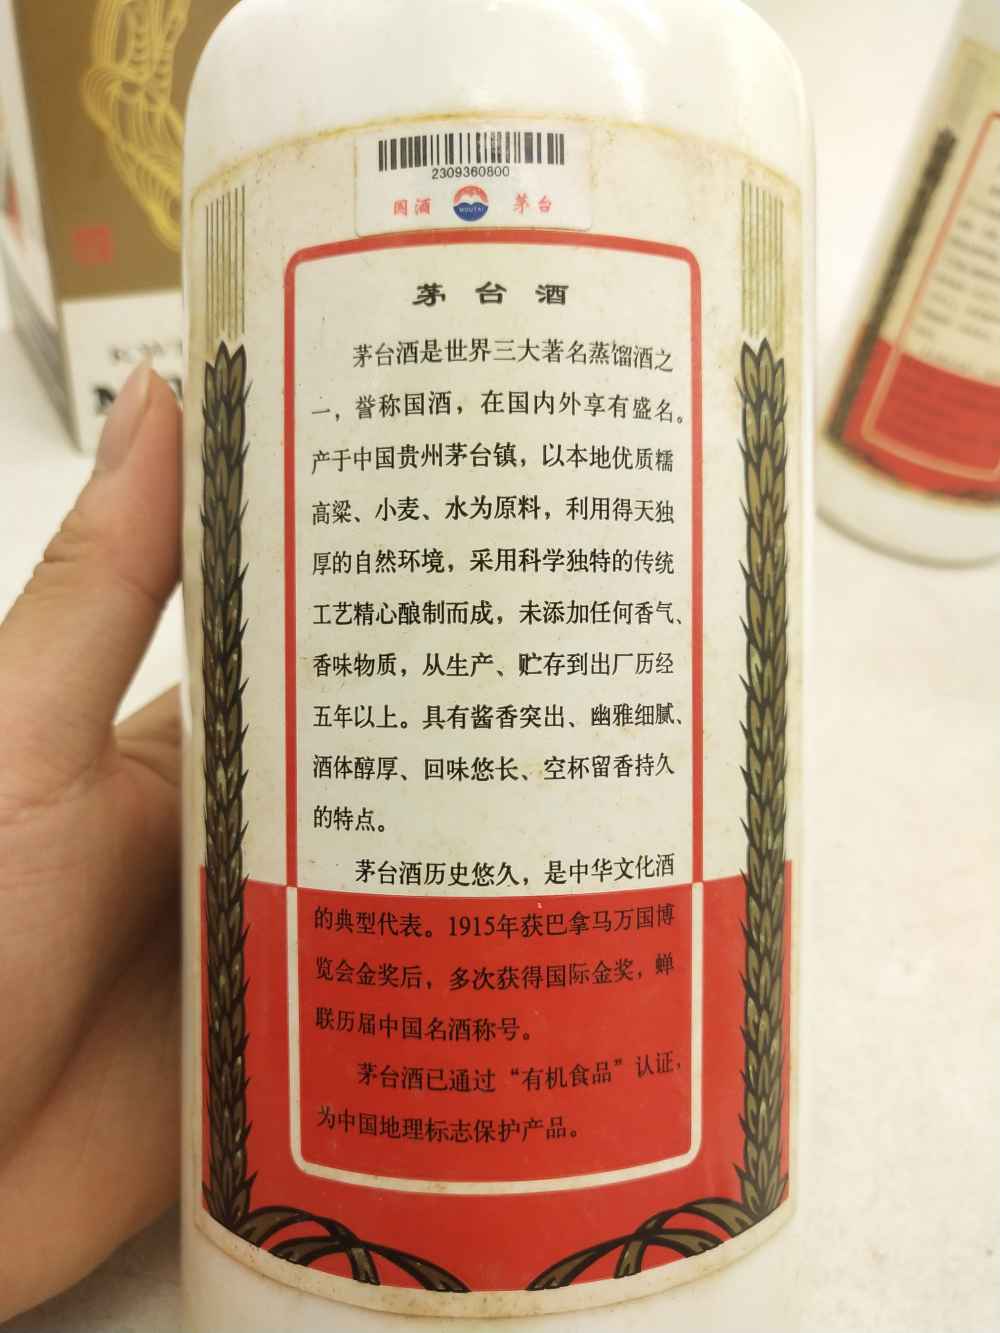 2309360800
国酒 MOUTAI 茅台
茅台酒
茅台酒是世界三大著名蒸馏酒之
一，誉称国酒，在国内外享有盛名。
产于中国贵州茅台镇，以本地优质糯
高粱、小麦、水为原料，利用得天独
厚的自然环境，采用科学独特的传统
工艺精心酿制而成，未添加任何香气、
香味物质，从生产、贮存到出厂历经
五年以上。具有酱香突出、幽雅细腻、
酒体醇厚、回味悠长、空杯留香持久
的特点。
茅台酒历史悠久，是中华文化酒
的典型代表。1915年获巴拿马万国博
览会金奖后，多次获得国际金奖，蝉
联历届中国名酒称号。
茅台酒已通过“有机食品”认证，
为中国地理标志保护产品。